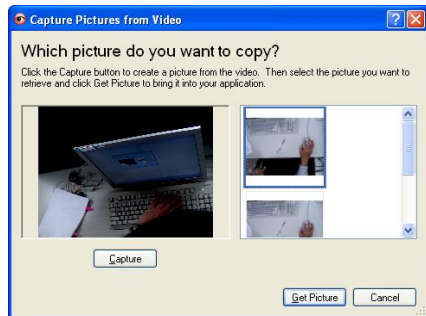 Capture Pictures from Video
Which picture do you want to copy?
Click the Capture button to create a picture from the video. Then select the picture you want to
retrieve and click Get Picture to bring it into your application.
Capture
Get Picture
Cancel